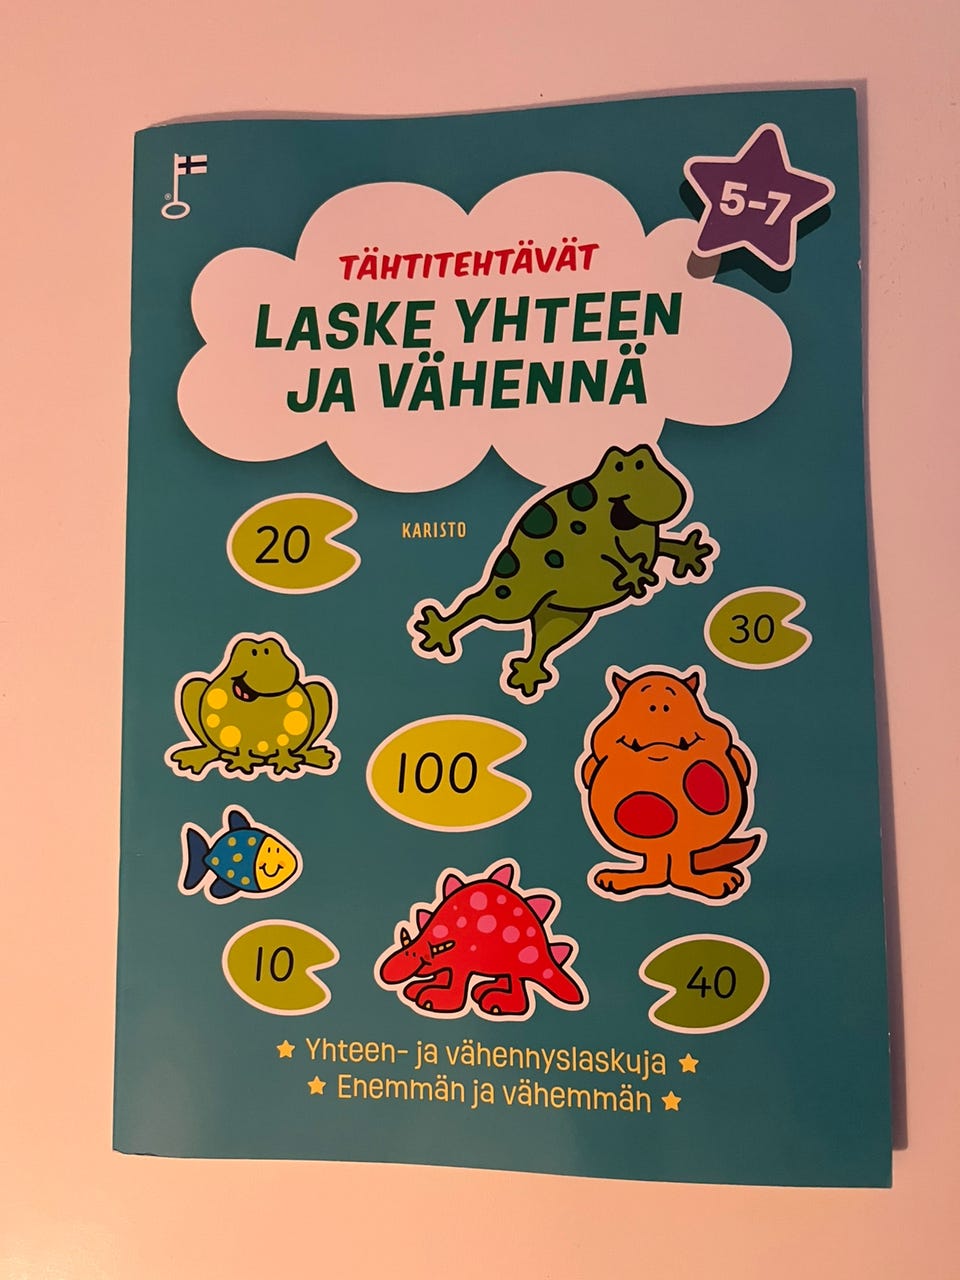 5-7
TÄHTITEHTÄVÄT
LASKE YHTEEN
JA VÄHENNÄ
KARISTO
20
30
100
10
40
Yhteen- ja vähennyslaskuja
Enemmän ja vähemmän